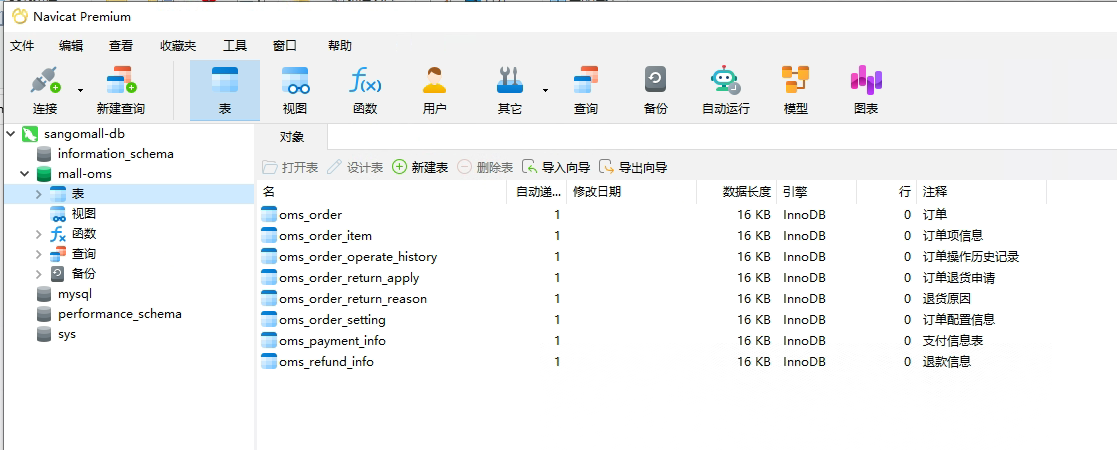 Navicat Premium
文件 编辑 查看 收藏夹 工具 窗口 帮助
连接 新建查询 表 视图 函数 用户 其它 查询 备份 自动运行 模型 图表
sangomall-db
information_schema
mall-oms
表
视图
函数
查询
备份
mysql
performance_schema
sys
对象
打开表 设计表 新建表 删除表 导入向导 导出向导
名 自动递... 修改日期 数据长度 引擎 行 注释
oms_order 1 16 KB InnoDB 0 订单
oms_order_item 1 16 KB InnoDB 0 订单项信息
oms_order_operate_history 1 16 KB InnoDB 0 订单操作历史记录
oms_order_return_apply 1 16 KB InnoDB 0 订单退货申请
oms_order_return_reason 1 16 KB InnoDB 0 退货原因
oms_order_setting 1 16 KB InnoDB 0 订单配置信息
oms_payment_info 1 16 KB InnoDB 0 支付信息表
oms_refund_info 1 16 KB InnoDB 0 退款信息